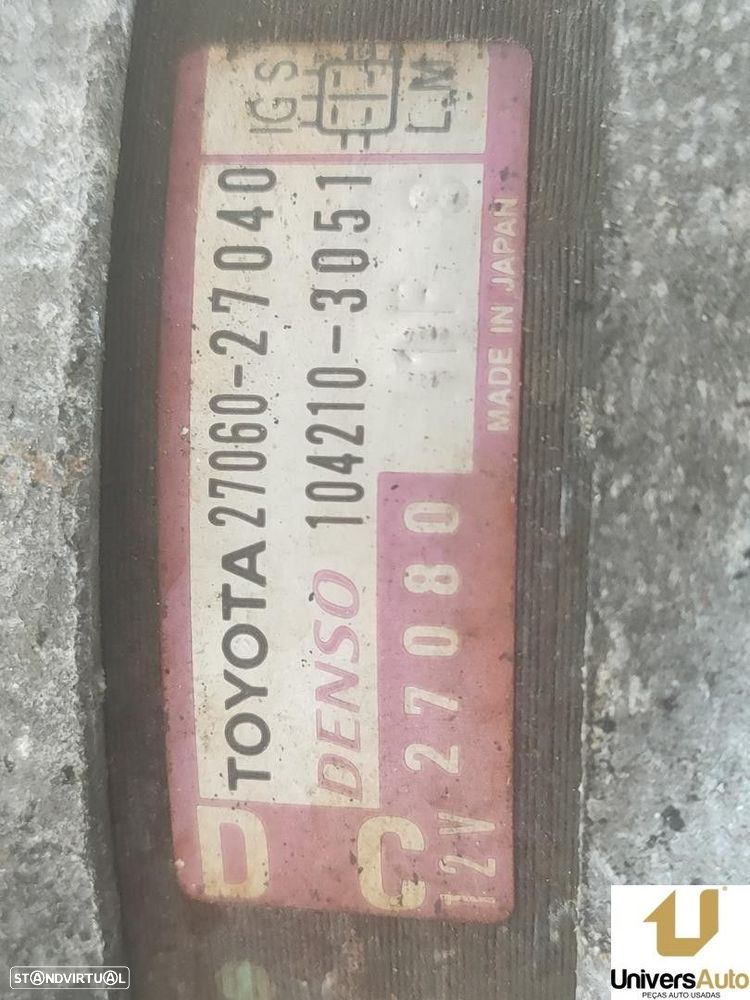 TOYOTA 27060-27040
DENSO 104210-3051
12V 27080
MADE IN JAPAN
IG S
L M
STANDVIRTUAL
UniversAuto
PEÇAS AUTO USADAS